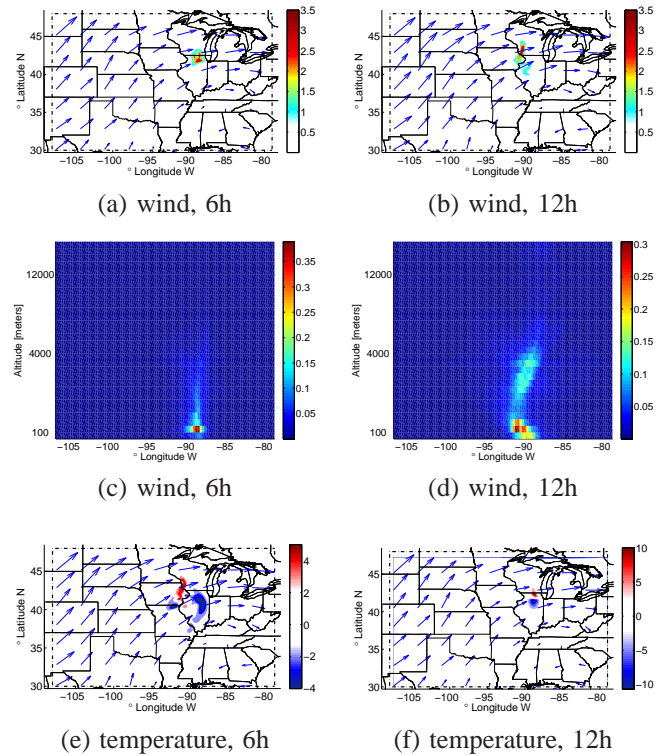 3.5
3
2.5
2
1.5
1
0.5
45
40
35
30
° Latitude N
-105 -100 -95 -90 -85 -80
° Longitude W
(a) wind, 6h
3.5
3
2.5
2
1.5
1
0.5
45
40
35
30
° Latitude N
-105 -100 -95 -90 -85 -80
° Longitude W
(b) wind, 12h
12000
4000
100
Altitude [meters]
0.35
0.3
0.25
0.2
0.15
0.1
0.05
-105 -100 -95 -90 -85 -80
° Longitude W
(c) wind, 6h
12000
4000
100
Altitude [meters]
0.3
0.25
0.2
0.15
0.1
0.05
-105 -100 -95 -90 -85 -80
° Longitude W
(d) wind, 12h
45
40
35
30
° Latitude N
4
2
0
−2
−4
-105 -100 -95 -90 -85 -80
° Longitude W
(e) temperature, 6h
45
40
35
30
° Latitude N
10
5
0
−5
−10
-105 -100 -95 -90 -85 -80
° Longitude W
(f) temperature, 12h